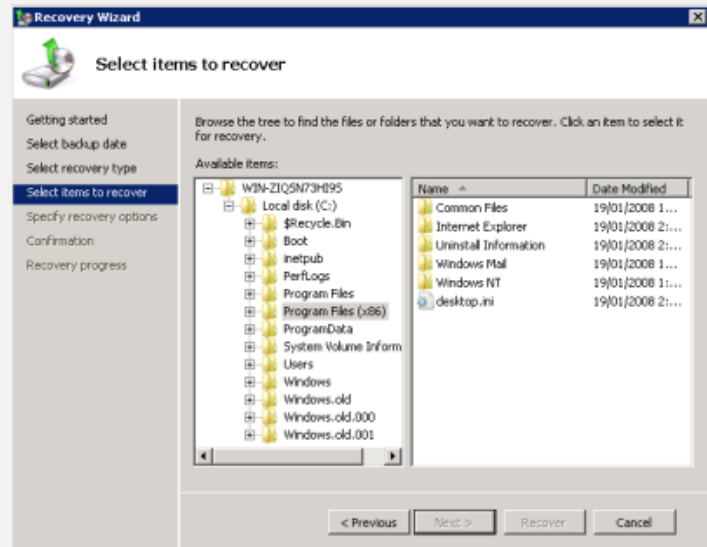 Recovery Wizard
Select items to recover
Getting started
Select backup date
Select recovery type
Select items to recover
Specify recovery options
Confirmation
Recovery progress
Browse the tree to find the files or folders that you want to recover. Click an item to select it
for recovery.
Available items:
WIN-ZIQSN73HI95
Local disk (C:)
$Recycle.Bin
Boot
inetpub
PerfLogs
Program Files
Program Files (x86)
ProgramData
System Volume Inform
Users
Windows
Windows.old
Windows.old.000
Windows.old.001
Name Date Modified
Common Files 19/01/2008 1...
Internet Explorer 19/01/2008 2:...
Uninstall Information 19/01/2008 2:...
Windows Mail 19/01/2008 1...
Windows NT 19/01/2008 1:...
desktop.ini 19/01/2008 2:...
< Previous Next > Recover Cancel